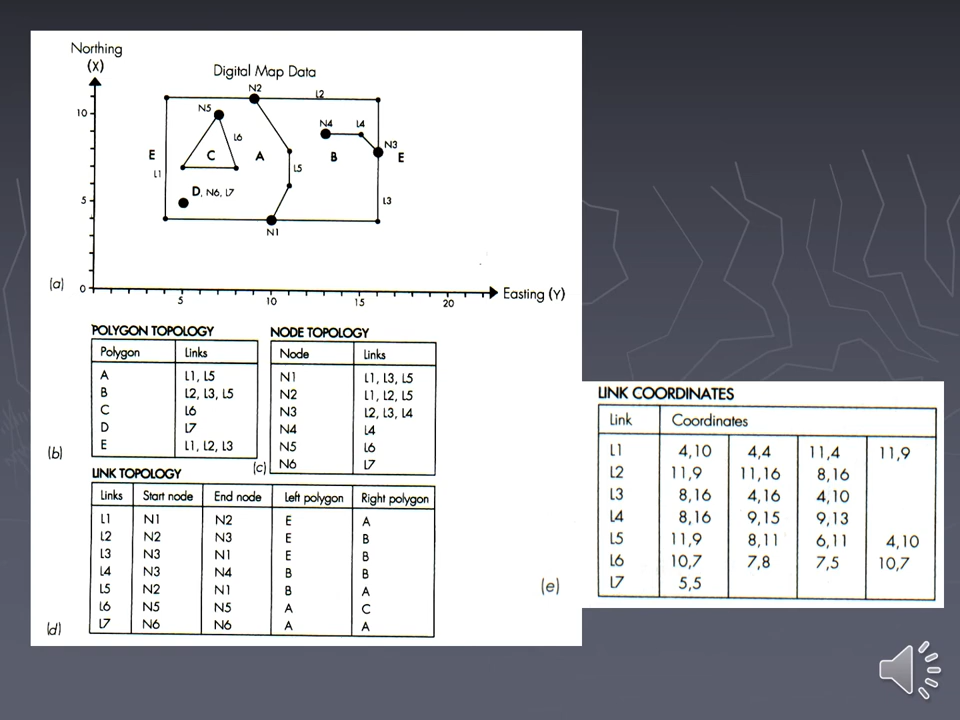 Northing
(X)
Digital Map Data
N2
L2
10
N5
N4
L4
L6
N3
E
C
A
B
E
L1
L5
D, N6, L7
5
L3
N1
(a)
0
5
10
15
20
Easting (Y)
POLYGON TOPOLOGY
Polygon Links
A L1, L5
B L2, L3, L5
C L6
D L7
E L1, L2, L3
(b)
NODE TOPOLOGY
Node Links
N1 L1, L3, L5
N2 L1, L2, L5
N3 L2, L3, L4
N4 L4
N5 L6
N6 L7
(c)
LINK TOPOLOGY
Links Start node End node Left polygon Right polygon
L1 N1 N2 E A
L2 N2 N3 E B
L3 N3 N1 E B
L4 N3 N4 B B
L5 N2 N1 B A
L6 N5 N5 A C
L7 N6 N6 A A
(d)
LINK COORDINATES
Link Coordinates
L1 4,10 4,4 11,4 11,9
L2 11,9 11,16 8,16
L3 8,16 4,16 4,10
L4 8,16 9,15 9,13
L5 11,9 8,11 6,11 4,10
L6 10,7 7,8 7,5 10,7
L7 5,5
(e)